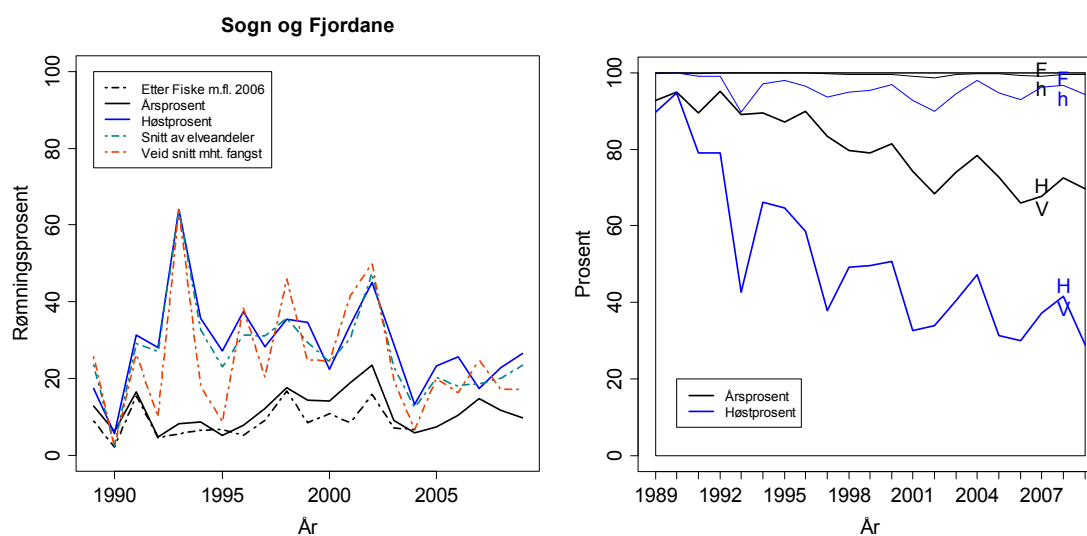 Sogn og Fjordane
Rømningsprosent
0
20
40
60
80
100
Etter Fiske m.fl. 2006
Årsprosent
Høstprosent
Snitt av elveandeler
Veid snitt mht. fangst
1990
1995
2000
2005
År
Prosent
0
20
40
60
80
100
F
h
F
h
H
V
H
V
Årsprosent
Høstprosent
1989
1992
1995
1998
2001
2004
2007
År